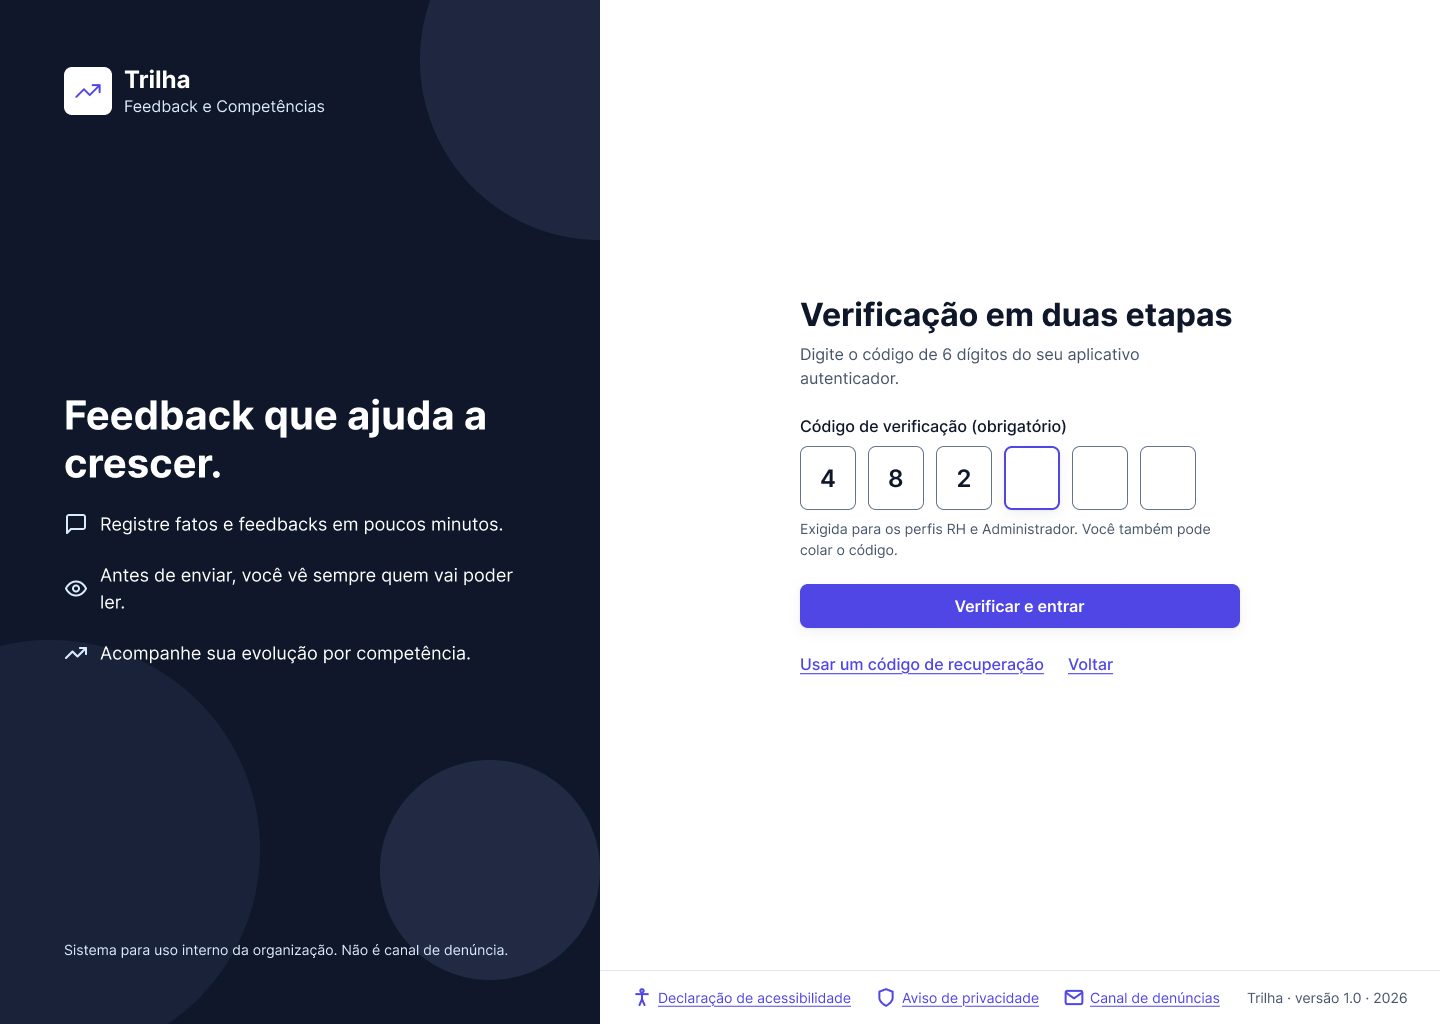 Trilha
Feedback e Competências
Feedback que ajuda a
crescer.
Registre fatos e feedbacks em poucos minutos.
Antes de enviar, você vê sempre quem vai poder
ler.
Acompanhe sua evolução por competência.
Sistema para uso interno da organização. Não é canal de denúncia.
Verificação em duas etapas
Digite o código de 6 dígitos do seu aplicativo
autenticador.
Código de verificação (obrigatório)
4 8 2
Exigida para os perfis RH e Administrador. Você também pode
colar o código.
Verificar e entrar
Usar um código de recuperação Voltar
Declaração de acessibilidade Aviso de privacidade Canal de denúncias Trilha · versão 1.0 · 2026